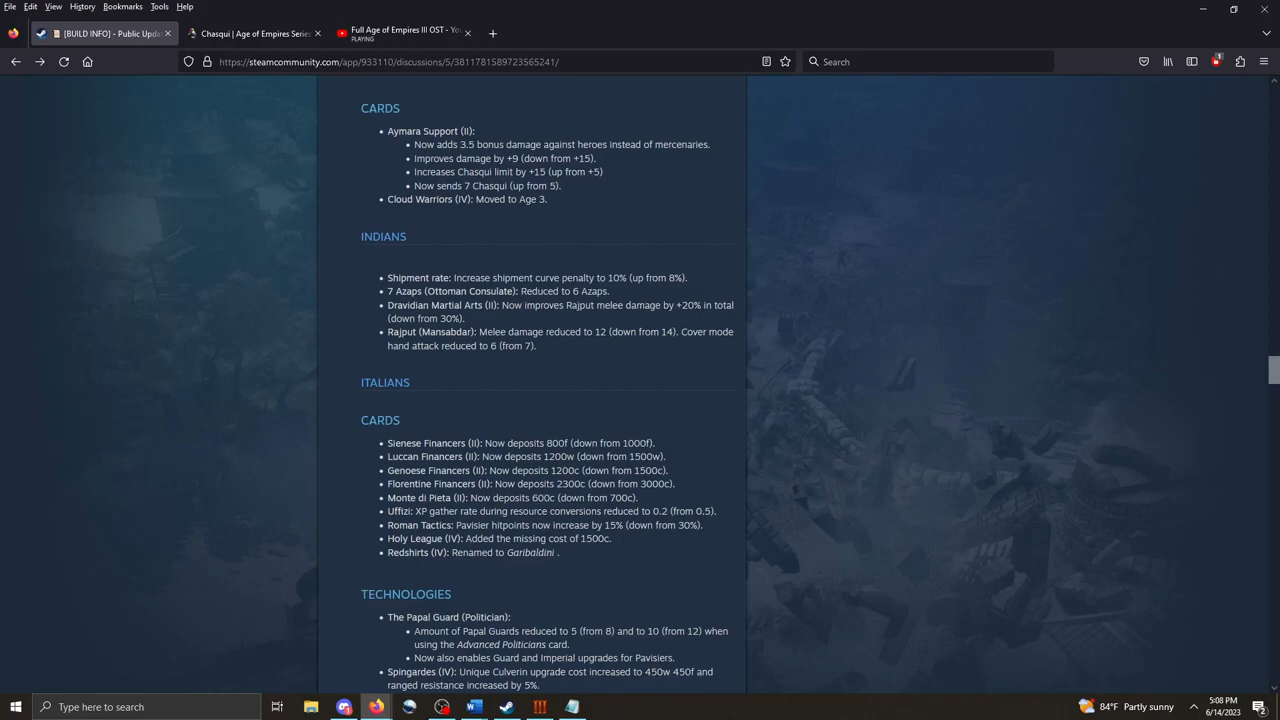 File Edit View History Bookmarks Tools Help
[BUILD INFO] - Public Upda
Chasqui | Age of Empires Series
Full Age of Empires III OST - Yo
PLAYING
https://steamcommunity.com/app/933110/discussions/5/3811781589723565241/
Search
1
CARDS
• Aymara Support (II):
• Now adds 3.5 bonus damage against heroes instead of mercenaries.
• Improves damage by +9 (down from +15).
• Increases Chasqui limit by +15 (up from +5)
• Now sends 7 Chasqui (up from 5).
• Cloud Warriors (IV): Moved to Age 3.
INDIANS
• Shipment rate: Increase shipment curve penalty to 10% (up from 8%).
• 7 Azaps (Ottoman Consulate): Reduced to 6 Azaps.
• Dravidian Martial Arts (II): Now improves Rajput melee damage by +20% in total
(down from 30%).
• Rajput (Mansabdar): Melee damage reduced to 12 (down from 14). Cover mode
hand attack reduced to 6 (from 7).
ITALIANS
CARDS
• Sienese Financers (II): Now deposits 800f (down from 1000f).
• Luccan Financers (II): Now deposits 1200w (down from 1500w).
• Genoese Financers (II): Now deposits 1200c (down from 1500c).
• Florentine Financers (II): Now deposits 2300c (down from 3000c).
• Monte di Pieta (II): Now deposits 600c (down from 700c).
• Uffizi: XP gather rate during resource conversions reduced to 0.2 (from 0.5).
• Roman Tactics: Pavisier hitpoints now increase by 15% (down from 30%).
• Holy League (IV): Added the missing cost of 1500c.
• Redshirts (IV): Renamed to Garibaldini .
TECHNOLOGIES
• The Papal Guard (Politician):
• Amount of Papal Guards reduced to 5 (from 8) and to 10 (from 12) when
using the Advanced Politicians card.
• Now also enables Guard and Imperial upgrades for Pavisiers.
• Spingardes (IV): Unique Culverin upgrade cost increased to 450w 450f and
ranged resistance increased by 5%.
Type here to search
84°F Partly sunny
5:08 PM
6/14/2023